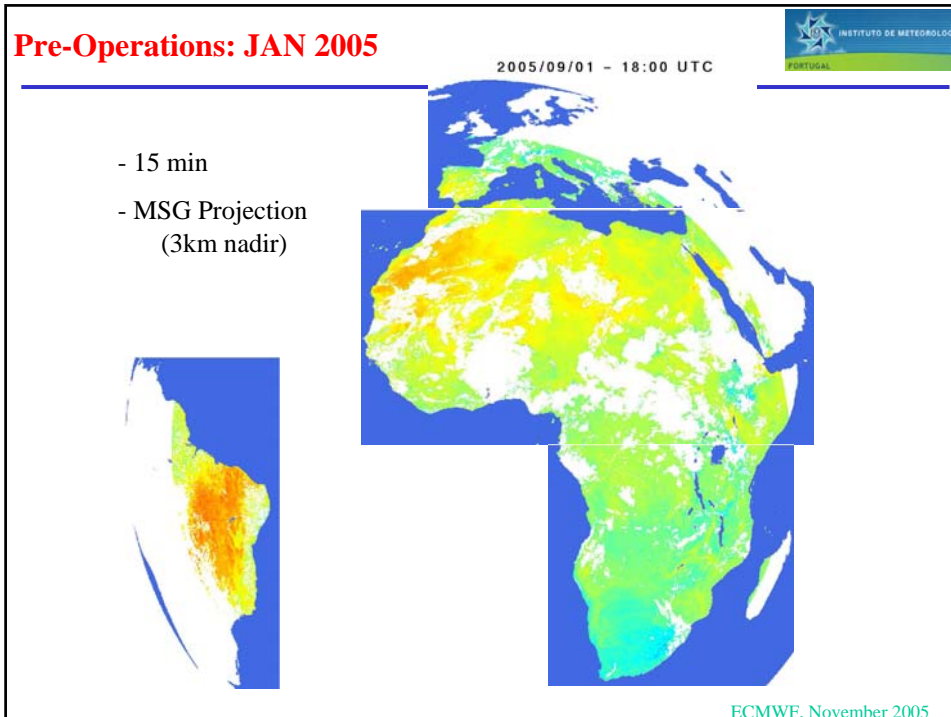 Pre-Operations: JAN 2005
INSTITUTO DE METEOROLOG
PORTUGAL
2005/09/01 – 18:00 UTC
- 15 min
- MSG Projection
(3km nadir)
ECMWF, November 2005